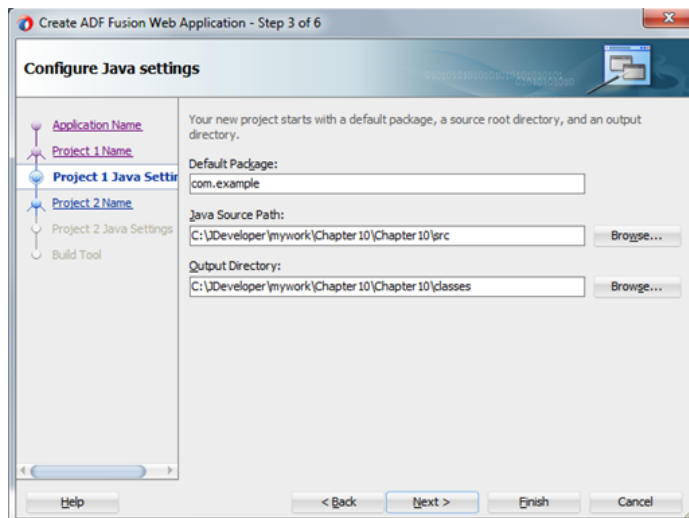 Create ADF Fusion Web Application - Step 3 of 6
Configure Java settings
Application Name
Project 1 Name
Project 1 Java Settin
Project 2 Name
Project 2 Java Settings
Build Tool
Your new project starts with a default package, a source root directory, and an output
directory.
Default Package:
com.example
Java Source Path:
C:\JDeveloper\mywork\Chapter10\Chapter10\src
Browse...
Output Directory:
C:\JDeveloper\mywork\Chapter10\Chapter10\classes
Browse...
Help
< Back
Next >
Finish
Cancel